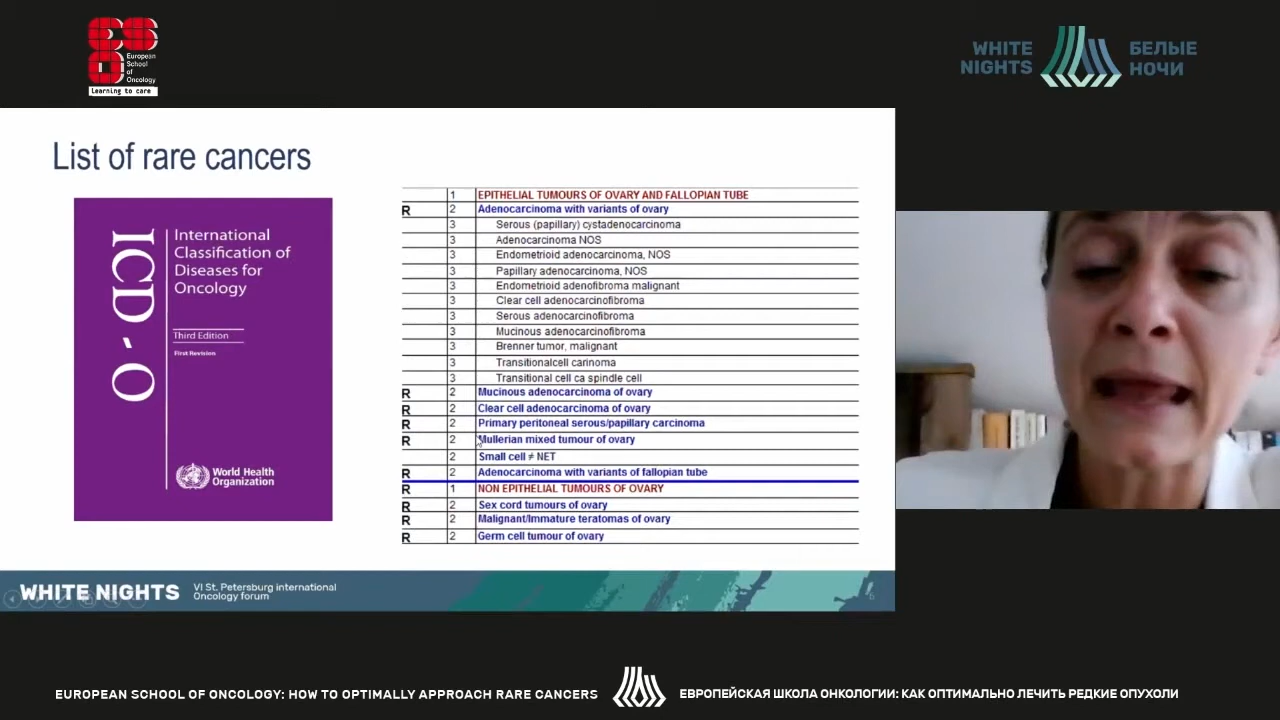 European
School
of
Oncology
Learning to care
WHITE
NIGHTS
БЕЛЫЕ
НОЧИ
List of rare cancers
ICD-O
International
Classification of
Diseases for
Oncology
Third Edition
First Revision
World Health
Organization
1 EPITHELIAL TUMOURS OF OVARY AND FALLOPIAN TUBE
R 2 Adenocarcinoma with variants of ovary
3 Serous (papillary) cystadenocarcinoma
3 Adenocarcinoma NOS
3 Endometrioid adenocarcinoma, NOS
3 Papillary adenocarcinoma, NOS
3 Endometrioid adenofibroma malignant
3 Clear cell adenocarcinofibroma
3 Serous adenocarcinofibroma
3 Mucinous adenocarcinofibroma
3 Brenner tumor, malignant
3 Transitionalcell carinoma
3 Transitional cell ca spindle cell
R 2 Mucinous adenocarcinoma of ovary
R 2 Clear cell adenocarcinoma of ovary
R 2 Primary peritoneal serous/papillary carcinoma
R 2 Mullerian mixed tumour of ovary
2 Small cell ≠ NET
R 2 Adenocarcinoma with variants of fallopian tube
R 1 NON EPITHELIAL TUMOURS OF OVARY
R 2 Sex cord tumours of ovary
R 2 Malignant/Immature teratomas of ovary
R 2 Germ cell tumour of ovary
WHITE NIGHTS
VI St. Petersburg international
Oncology forum
6
EUROPEAN SCHOOL OF ONCOLOGY: HOW TO OPTIMALLY APPROACH RARE CANCERS
ЕВРОПЕЙСКАЯ ШКОЛА ОНКОЛОГИИ: КАК ОПТИМАЛЬНО ЛЕЧИТЬ РЕДКИЕ ОПУХОЛИ